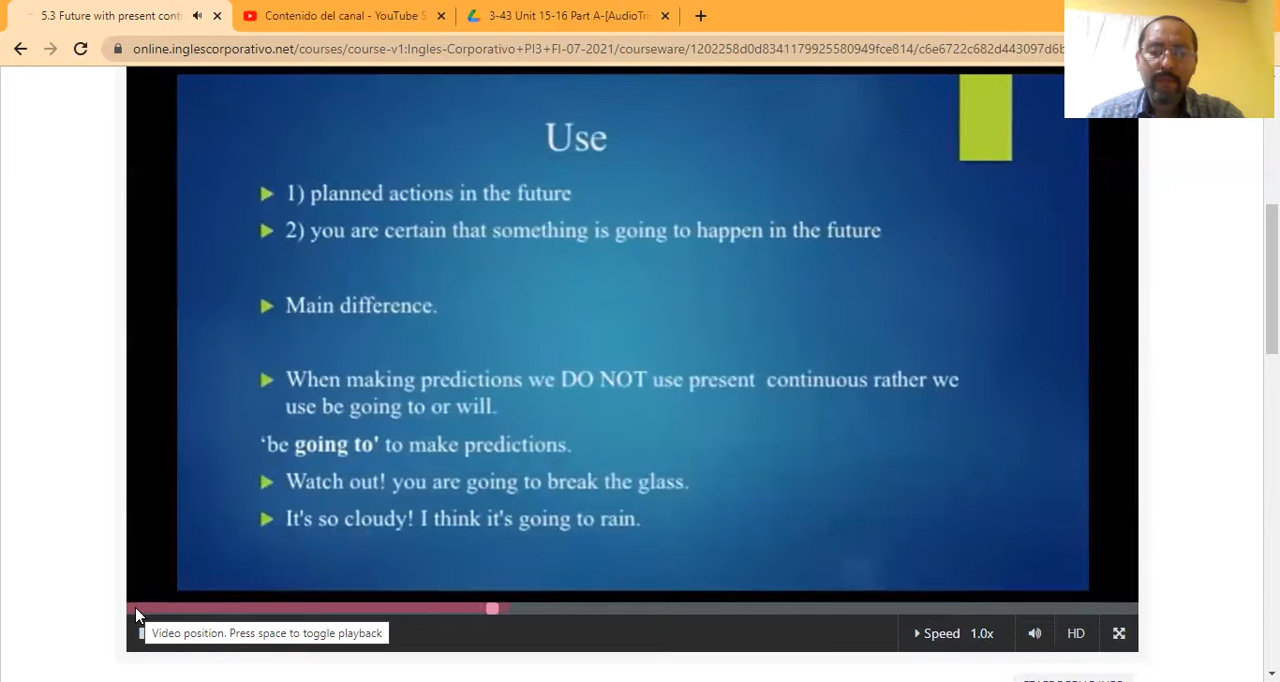 5.3 Future with present conti
Contenido del canal - YouTube S
3-43 Unit 15-16 Part A-[AudioTri
online.inglescorporativo.net/courses/course-v1:Ingles-Corporativo+PI3+FI-07-2021/courseware/1202258d0d8341179925580949fce814/c6e6722c682d443097d6b
Use
1) planned actions in the future
2) you are certain that something is going to happen in the future
Main difference.
When making predictions we DO NOT use present continuous rather we
use be going to or will.
‘be going to' to make predictions.
Watch out! you are going to break the glass.
It's so cloudy! I think it's going to rain.
Video position. Press space to toggle playback
Speed 1.0x
HD